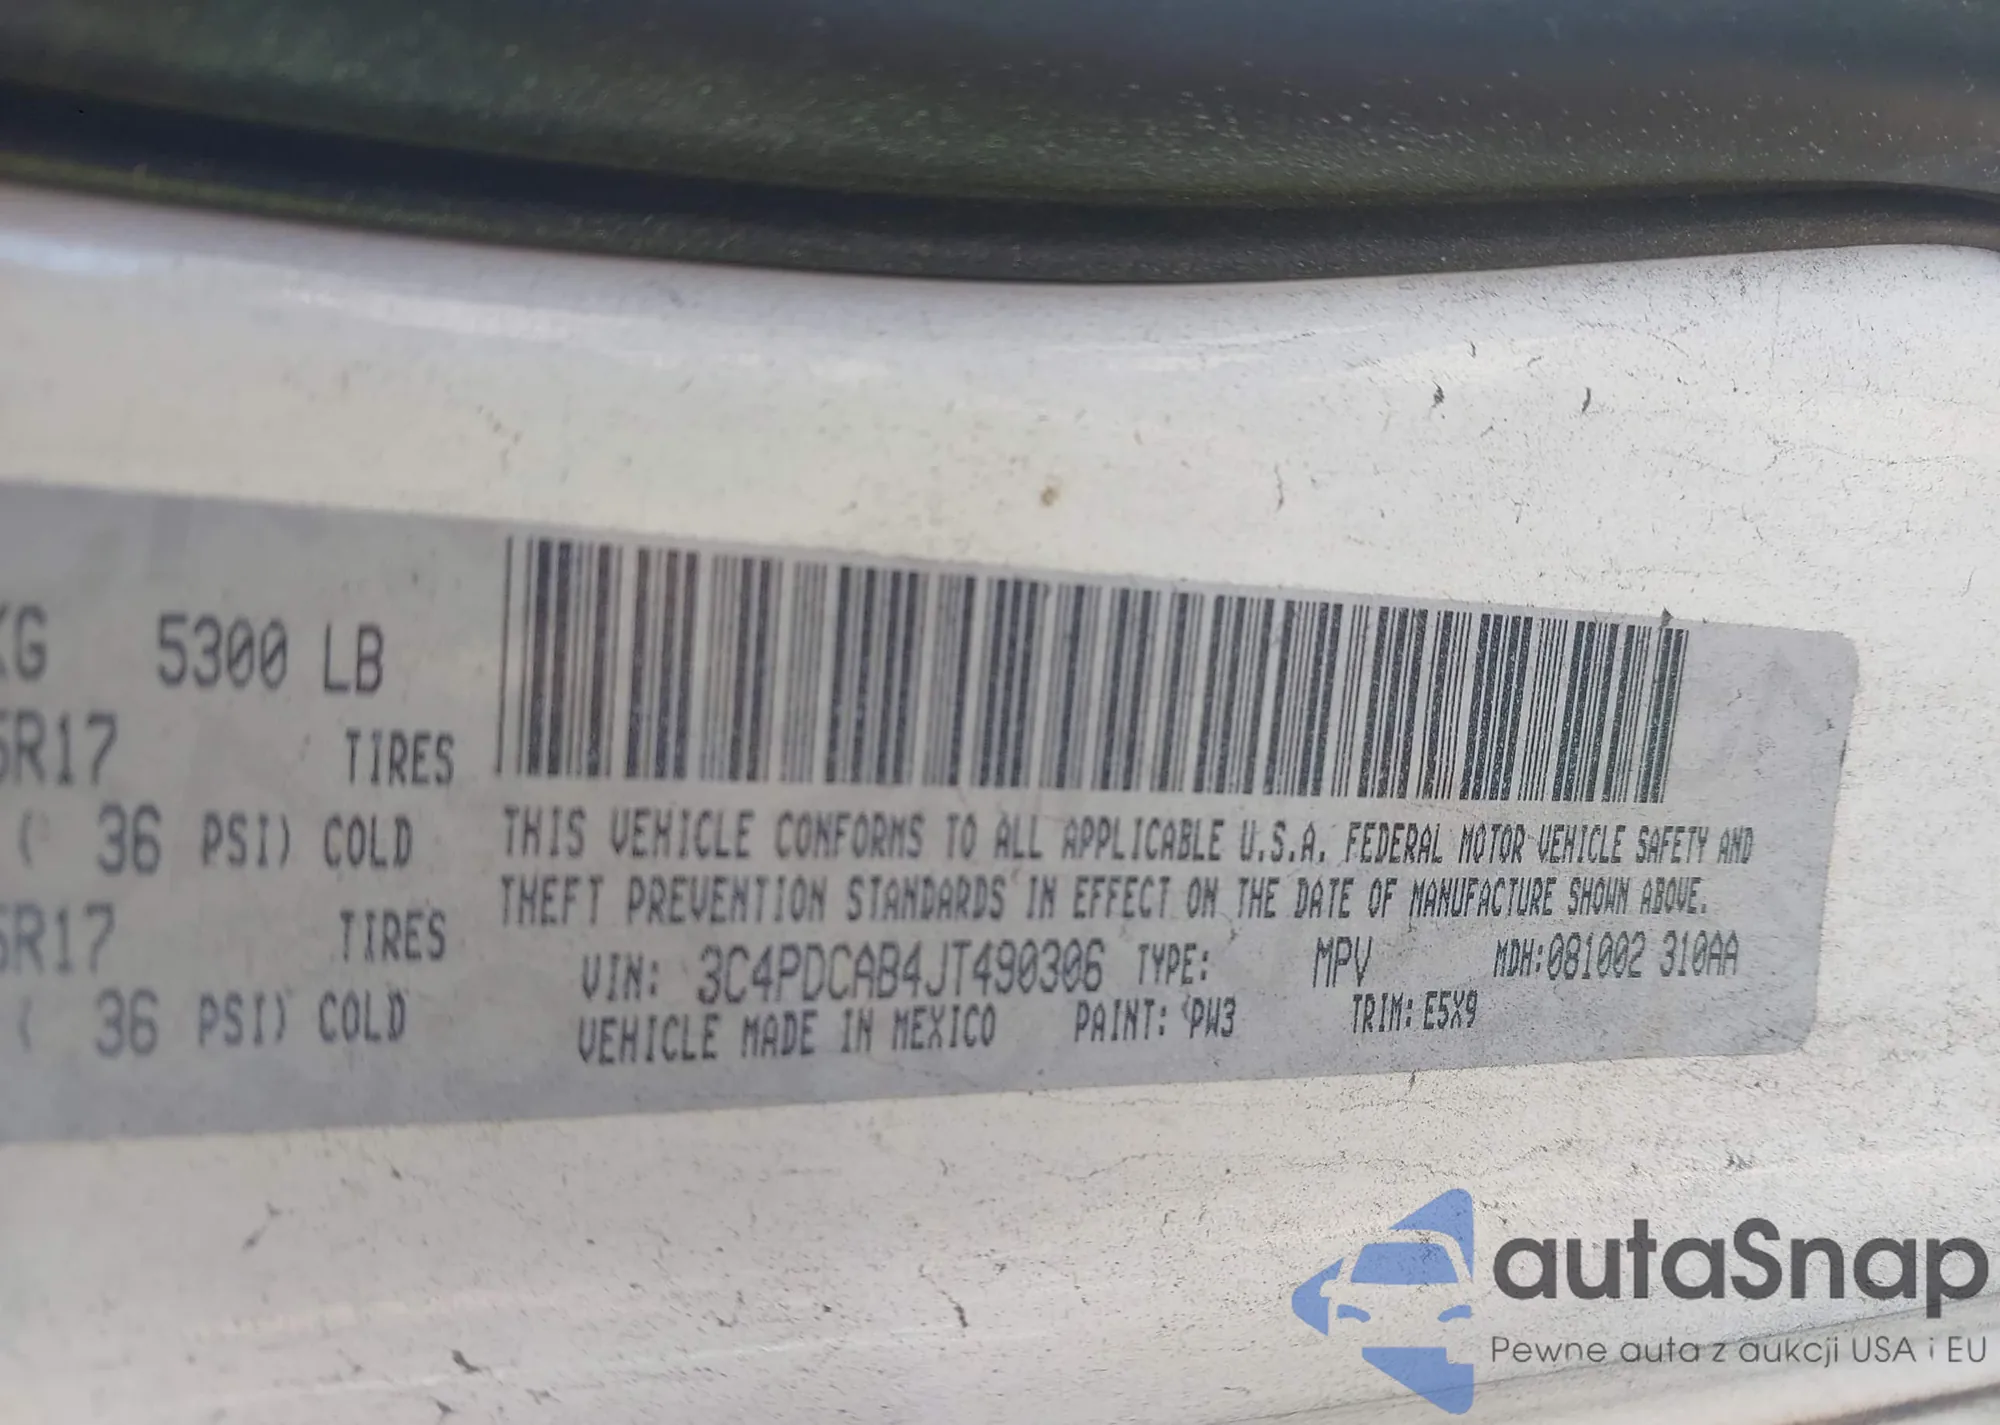 KG 5300 LB
5R17 TIRES
( 36 PSI) COLD
5R17 TIRES
( 36 PSI) COLD
THIS VEHICLE CONFORMS TO ALL APPLICABLE U.S.A. FEDERAL MOTOR VEHICLE SAFETY AND
THEFT PREVENTION STANDARDS IN EFFECT ON THE DATE OF MANUFACTURE SHOWN ABOVE.
VIN: 3C4PDCAB4JT490306 TYPE: MPV MDH:081002 310AA
VEHICLE MADE IN MEXICO PAINT: PW3 TRIM: E5X9
autaSnap
Pewne auta z aukcji USA i EU